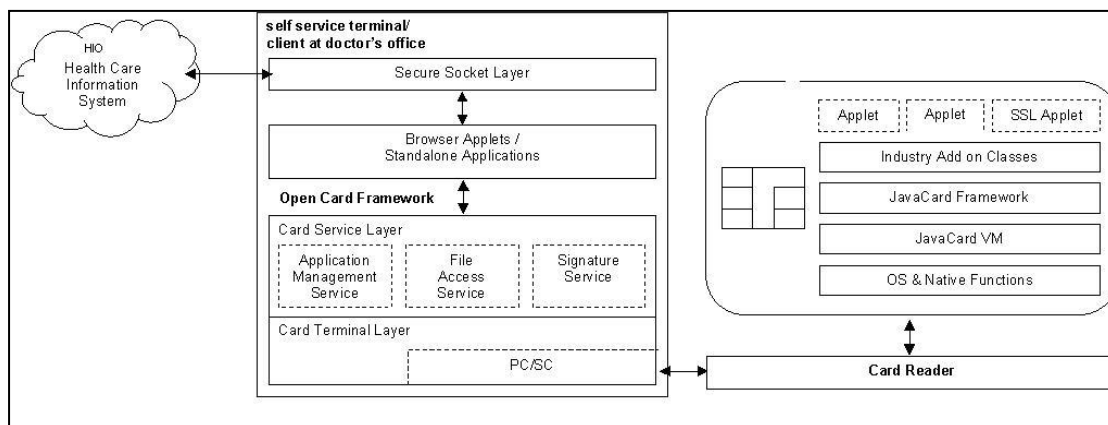 HIO
Health Care
Information
System
self service terminal/
client at doctor's office
Secure Socket Layer
Browser Applets /
Standalone Applications
Open Card Framework
Card Service Layer
Application
Management
Service
File
Access
Service
Signature
Service
Card Terminal Layer
PC/SC
Applet
Applet
SSL Applet
Industry Add on Classes
JavaCard Framework
JavaCard VM
OS & Native Functions
Card Reader